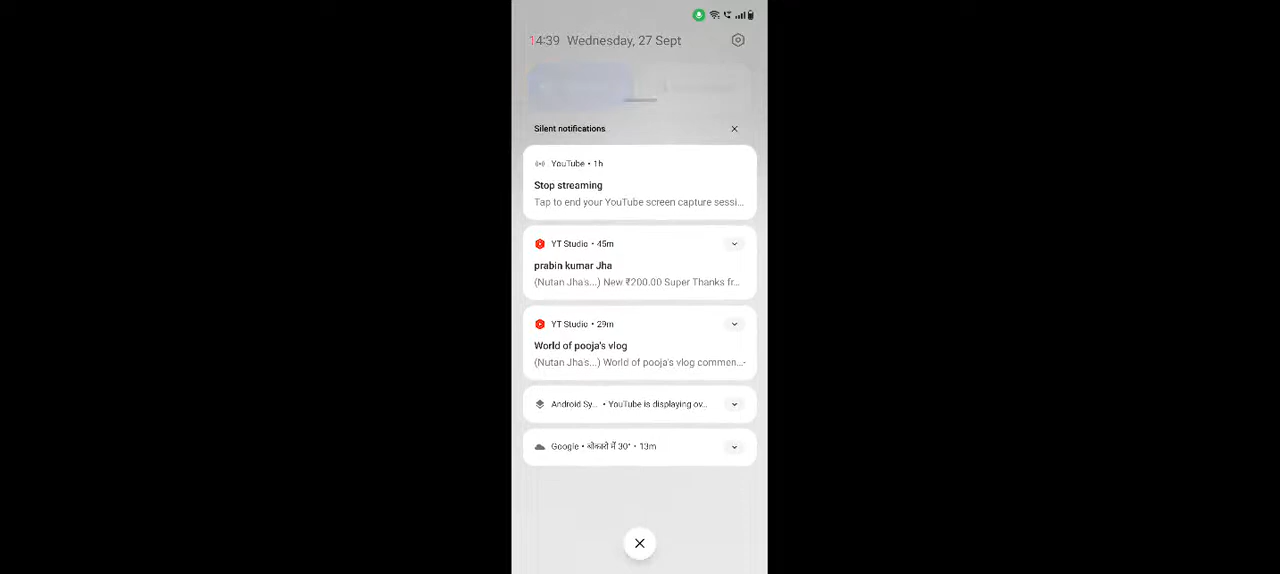 14:39 Wednesday, 27 Sept
Silent notifications
YouTube • 1h
Stop streaming
Tap to end your YouTube screen capture sessi...
YT Studio • 45m
prabin kumar Jha
(Nutan Jha's...) New ₹200.00 Super Thanks fr...
YT Studio • 29m
World of pooja's vlog
(Nutan Jha's...) World of pooja's vlog commen...-
Android Sy... • YouTube is displaying ov...
Google • बोकारो में 30° • 13m